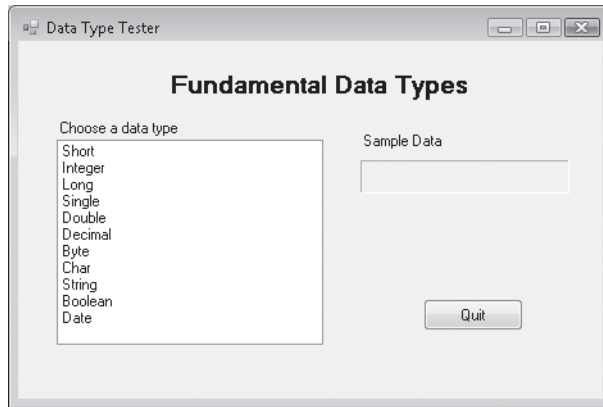 Data Type Tester
Fundamental Data Types
Choose a data type
Short
Integer
Long
Single
Double
Decimal
Byte
Char
String
Boolean
Date
Sample Data
Quit